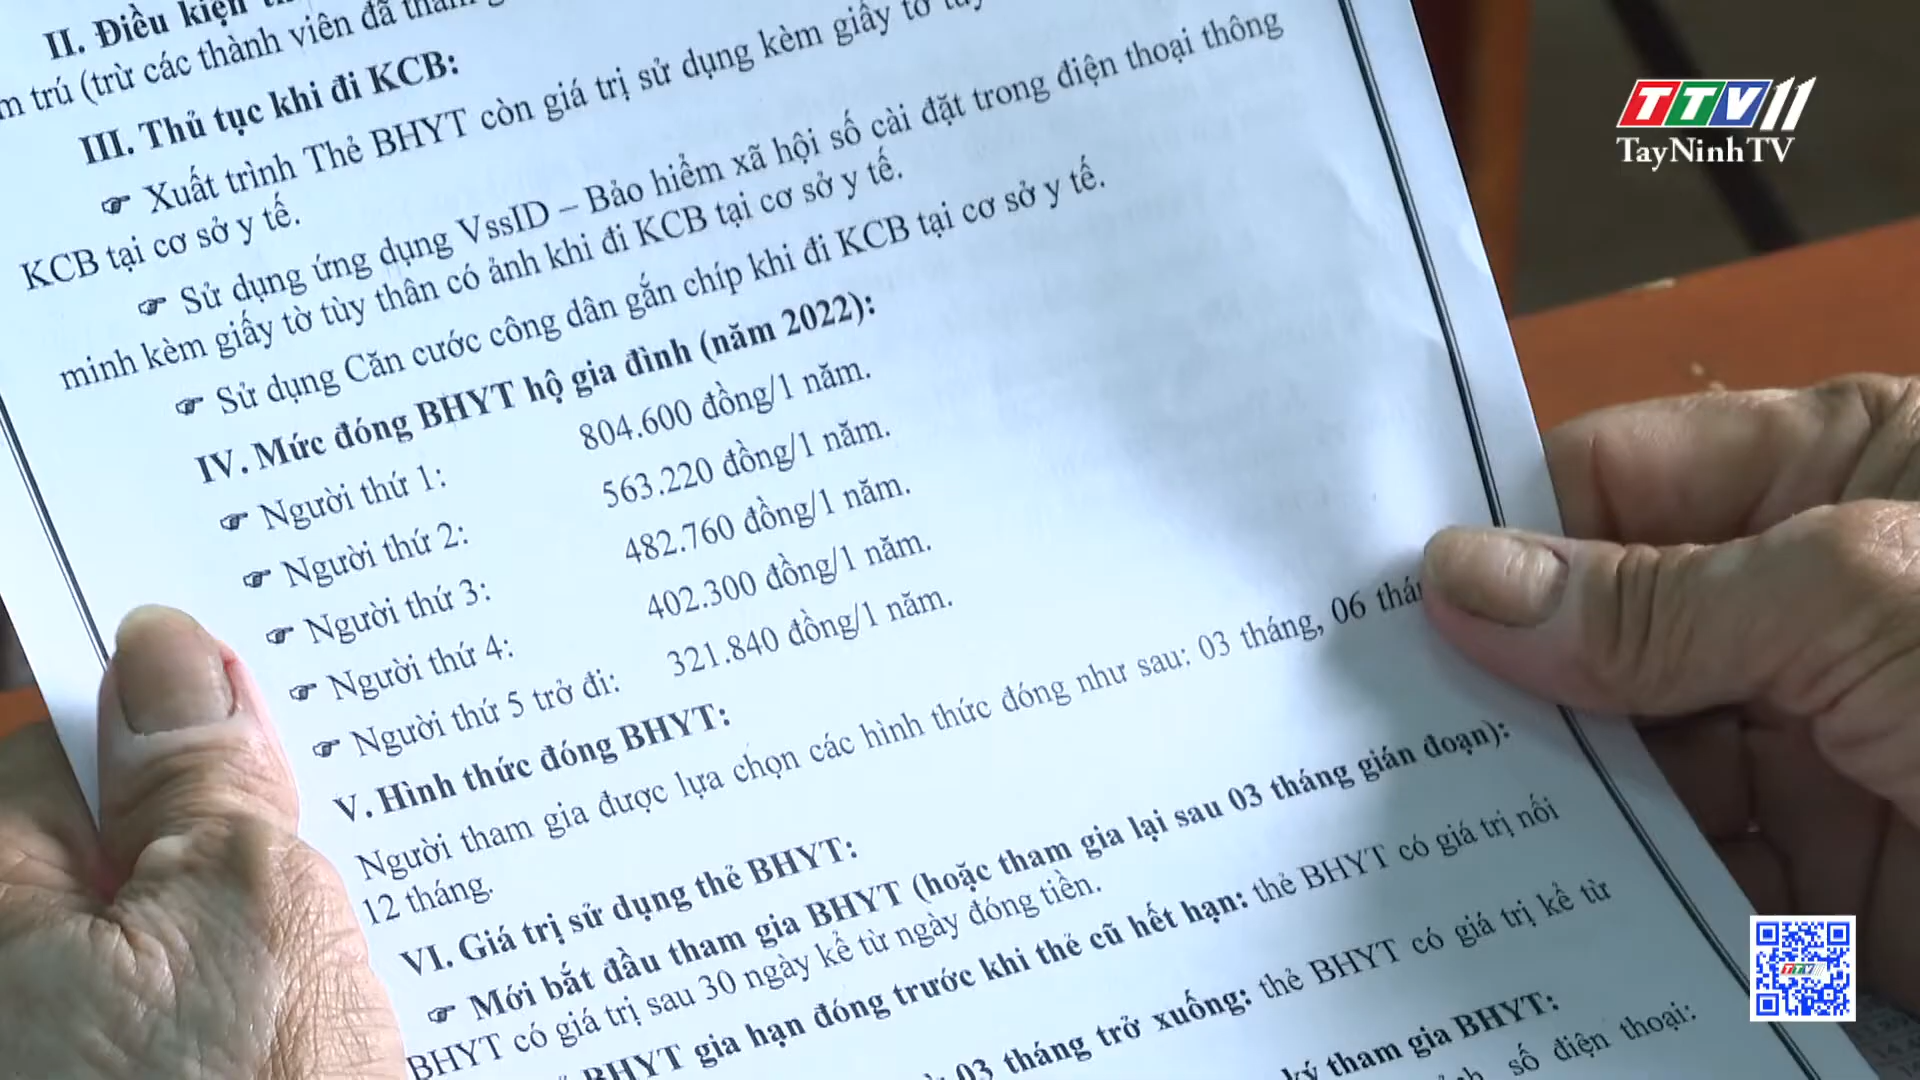 II. Điều kiện
m trú (trừ các thành viên đã tham
III. Thủ tục khi đi KCB:
☞ Xuất trình Thẻ BHYT còn giá trị sử dụng kèm giấy tờ
KCB tại cơ sở y tế.
☞ Sử dụng ứng dụng VssID – Bảo hiểm xã hội số cài đặt trong điện thoại thông
minh kèm giấy tờ tùy thân có ảnh khi đi KCB tại cơ sở y tế.
☞ Sử dụng Căn cước công dân gắn chíp khi đi KCB tại cơ sở y tế.
IV. Mức đóng BHYT hộ gia đình (năm 2022):
☞ Người thứ 1: 804.600 đồng/1 năm.
☞ Người thứ 2: 563.220 đồng/1 năm.
☞ Người thứ 3: 482.760 đồng/1 năm.
☞ Người thứ 4: 402.300 đồng/1 năm.
☞ Người thứ 5 trở đi: 321.840 đồng/1 năm.
V. Hình thức đóng BHYT:
Người tham gia được lựa chọn các hình thức đóng như sau: 03 tháng, 06
12 tháng.
VI. Giá trị sử dụng thẻ BHYT:
☞ Mới bắt đầu tham gia BHYT (hoặc tham gia lại sau 03 tháng gián đoạn):
BHYT có giá trị sau 30 ngày kể từ ngày đóng tiền.
BHYT gia hạn đóng trước khi thẻ cũ hết hạn: thẻ BHYT có giá trị nối
03 tháng trở xuống: thẻ BHYT có giá trị kể từ
ký tham gia BHYT:
số điện thoại:
TTV11
TayNinhTV
TTV11